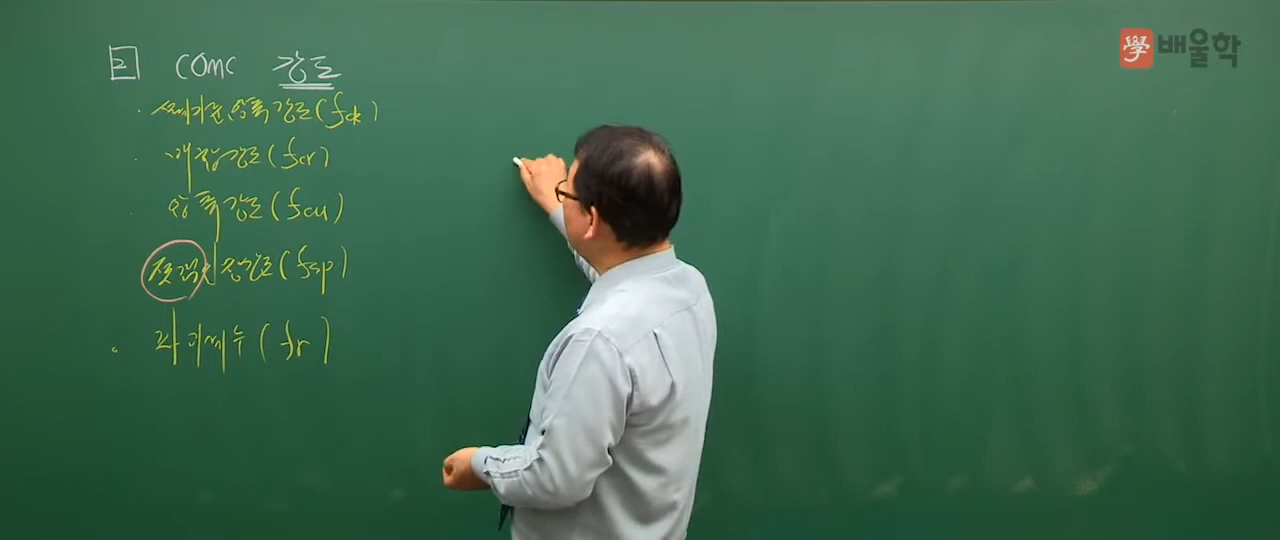 2 CONC 강도
· 설계기준 압축강도(fck)
· 배합강도(fcr)
· 압축강도(fcu)
쪼갬인장강도(fsp)
· 파괴계수(fr)
學 배울학